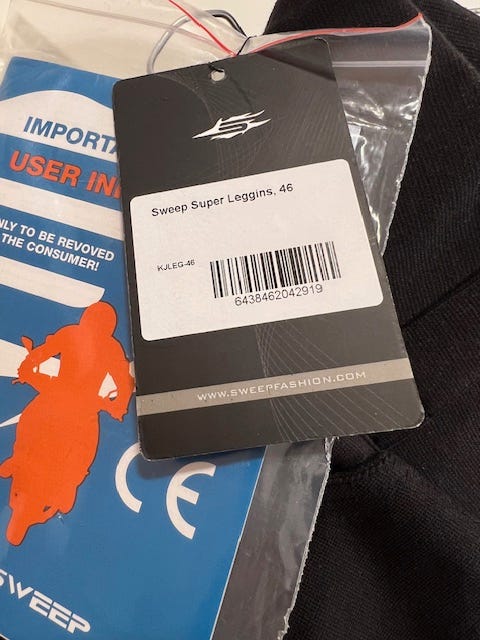 IMPORTA
USER IN
NLY TO BE REVOVED
THE CONSUMER!
Sweep Super Leggins, 46
KJLEG-46
6438462042919
WWW.SWEEPFASHION.COM
CE
SWEEP